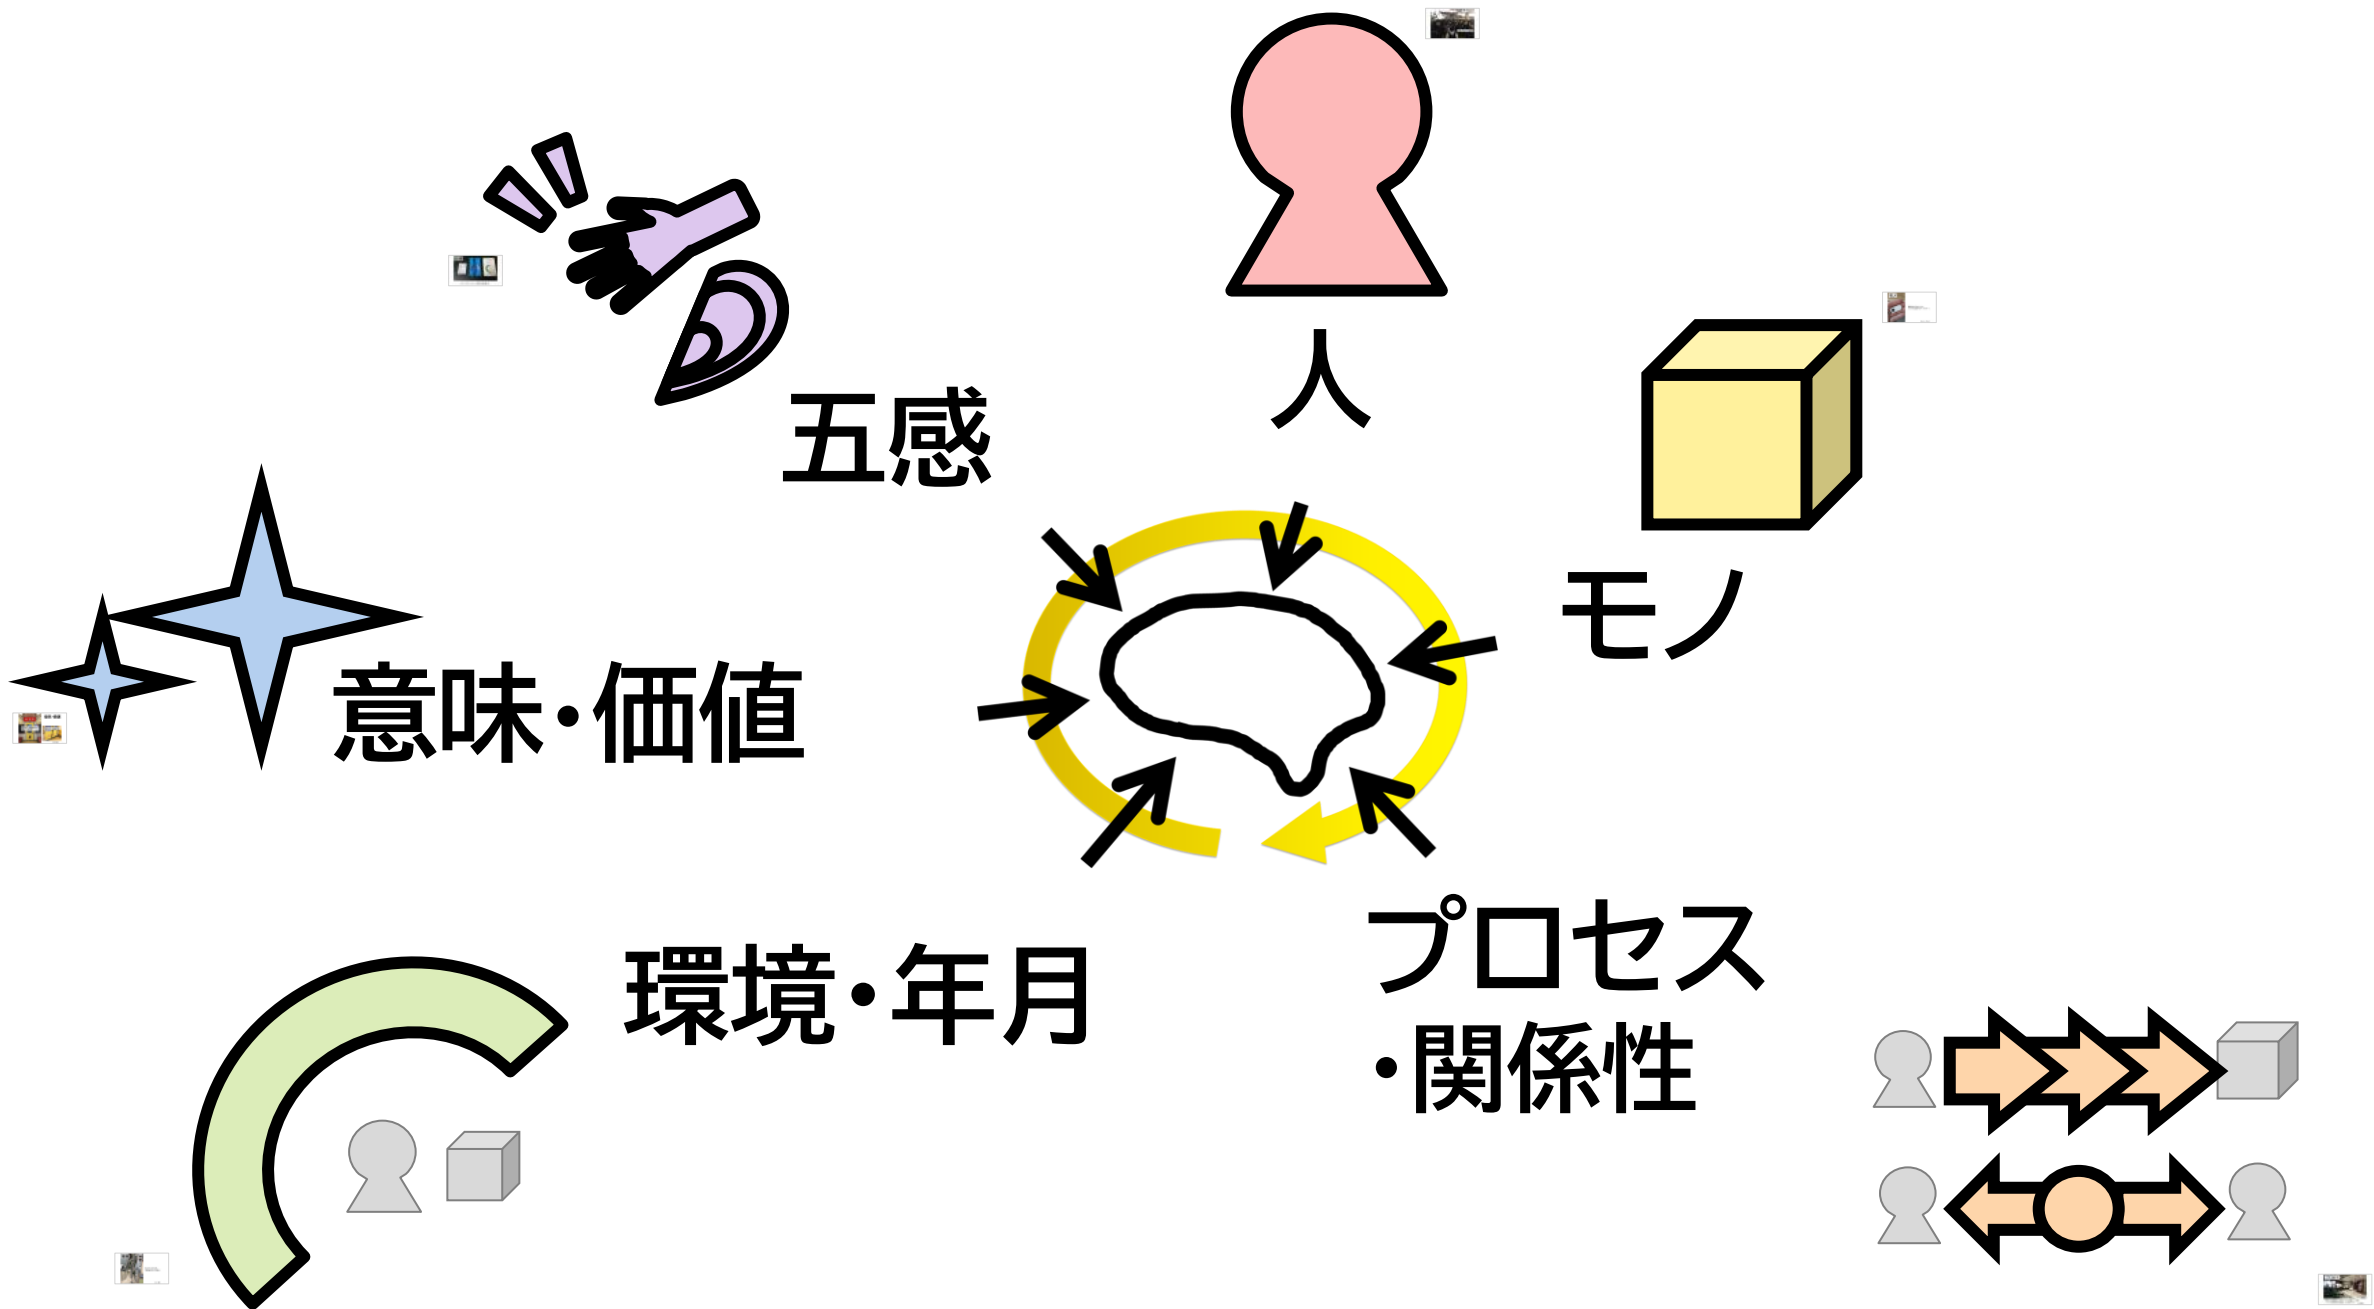 人
五感
モノ
意味・価値
プロセス
・関係性
環境・年月